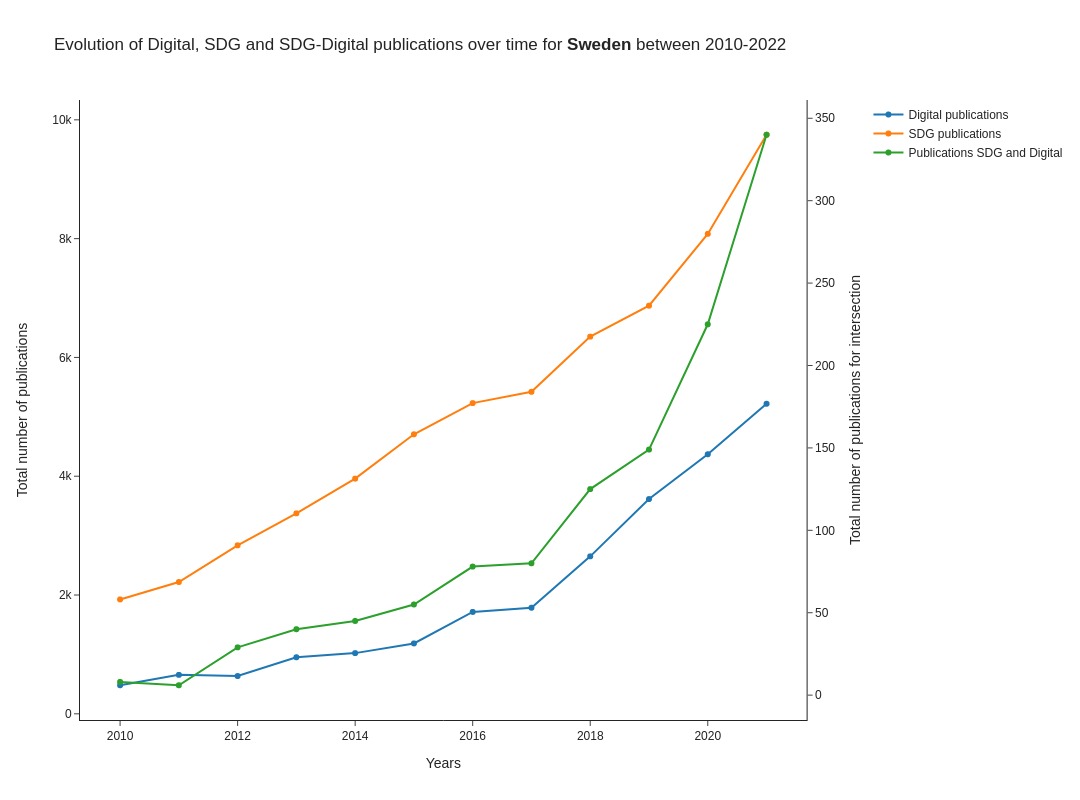 Evolution of Digital, SDG and SDG-Digital publications over time for Sweden between 2010-2022
Digital publications
SDG publications
Publications SDG and Digital
Total number of publications
10k
8k
6k
4k
2k
0
350
300
250
200
150
100
50
0
Total number of publications for intersection
2010
2012
2014
2016
2018
2020
Years